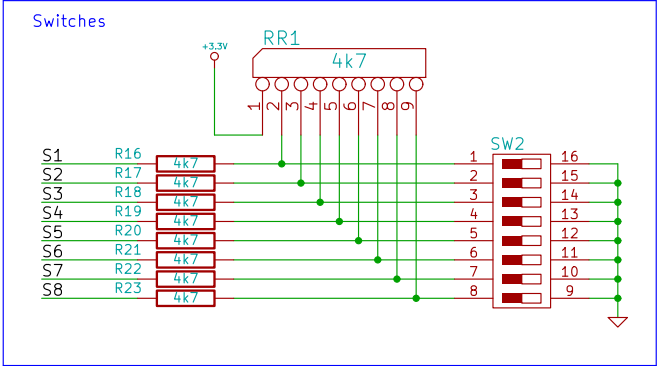 Switches
+3.3V
RR1
4k7
1 2 3 4 5 6 7 8 9
SW2
S1 R16 4k7 1 16
S2 R17 4k7 2 15
S3 R18 4k7 3 14
S4 R19 4k7 4 13
S5 R20 4k7 5 12
S6 R21 4k7 6 11
S7 R22 4k7 7 10
S8 R23 4k7 8 9